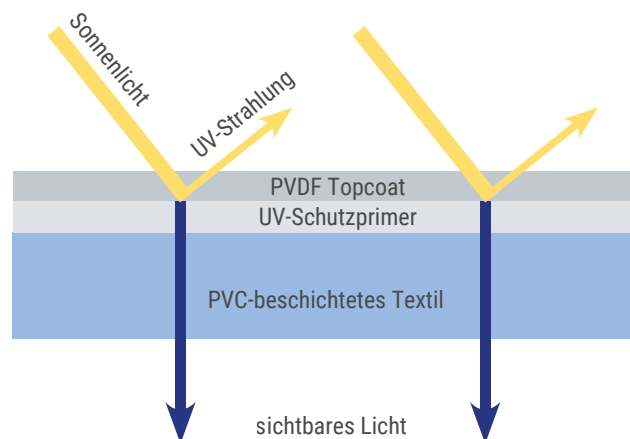 Sonnenlicht
UV-Strahlung
PVDF Topcoat
UV-Schutzprimer
PVC-beschichtetes Textil
sichtbares Licht